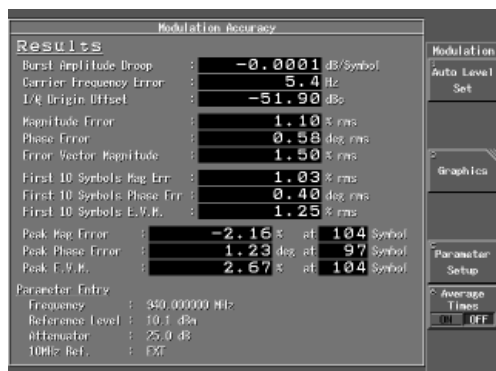 Modulation Accuracy
Results
Burst Amplitude Droop : -0.0001 dB/Symbol
Carrier Frequency Error : 5.4 Hz
I/Q Origin Offset : -51.90 dBc
Magnitude Error : 1.10 % rms
Phase Error : 0.58 deg rms
Error Vector Magnitude : 1.50 % rms
First 10 Symbols Mag Err : 1.03 % rms
First 10 Symbols Phase Err : 0.40 deg rms
First 10 Symbols E.V.M. : 1.25 % rms
Peak Mag Error : -2.16 % at 104 Symbol
Peak Phase Error : 1.23 deg at 97 Symbol
Peak E.V.M. : 2.67 % at 104 Symbol
Parameter Entry
Frequency : 940.000000 MHz
Reference Level : 10.1 dBm
Attenuator : 25.0 dB
10MHz Ref. : EXT
Modulation
Auto Level
Set
Graphics
Parameter
Setup
Average
Times
ON OFF